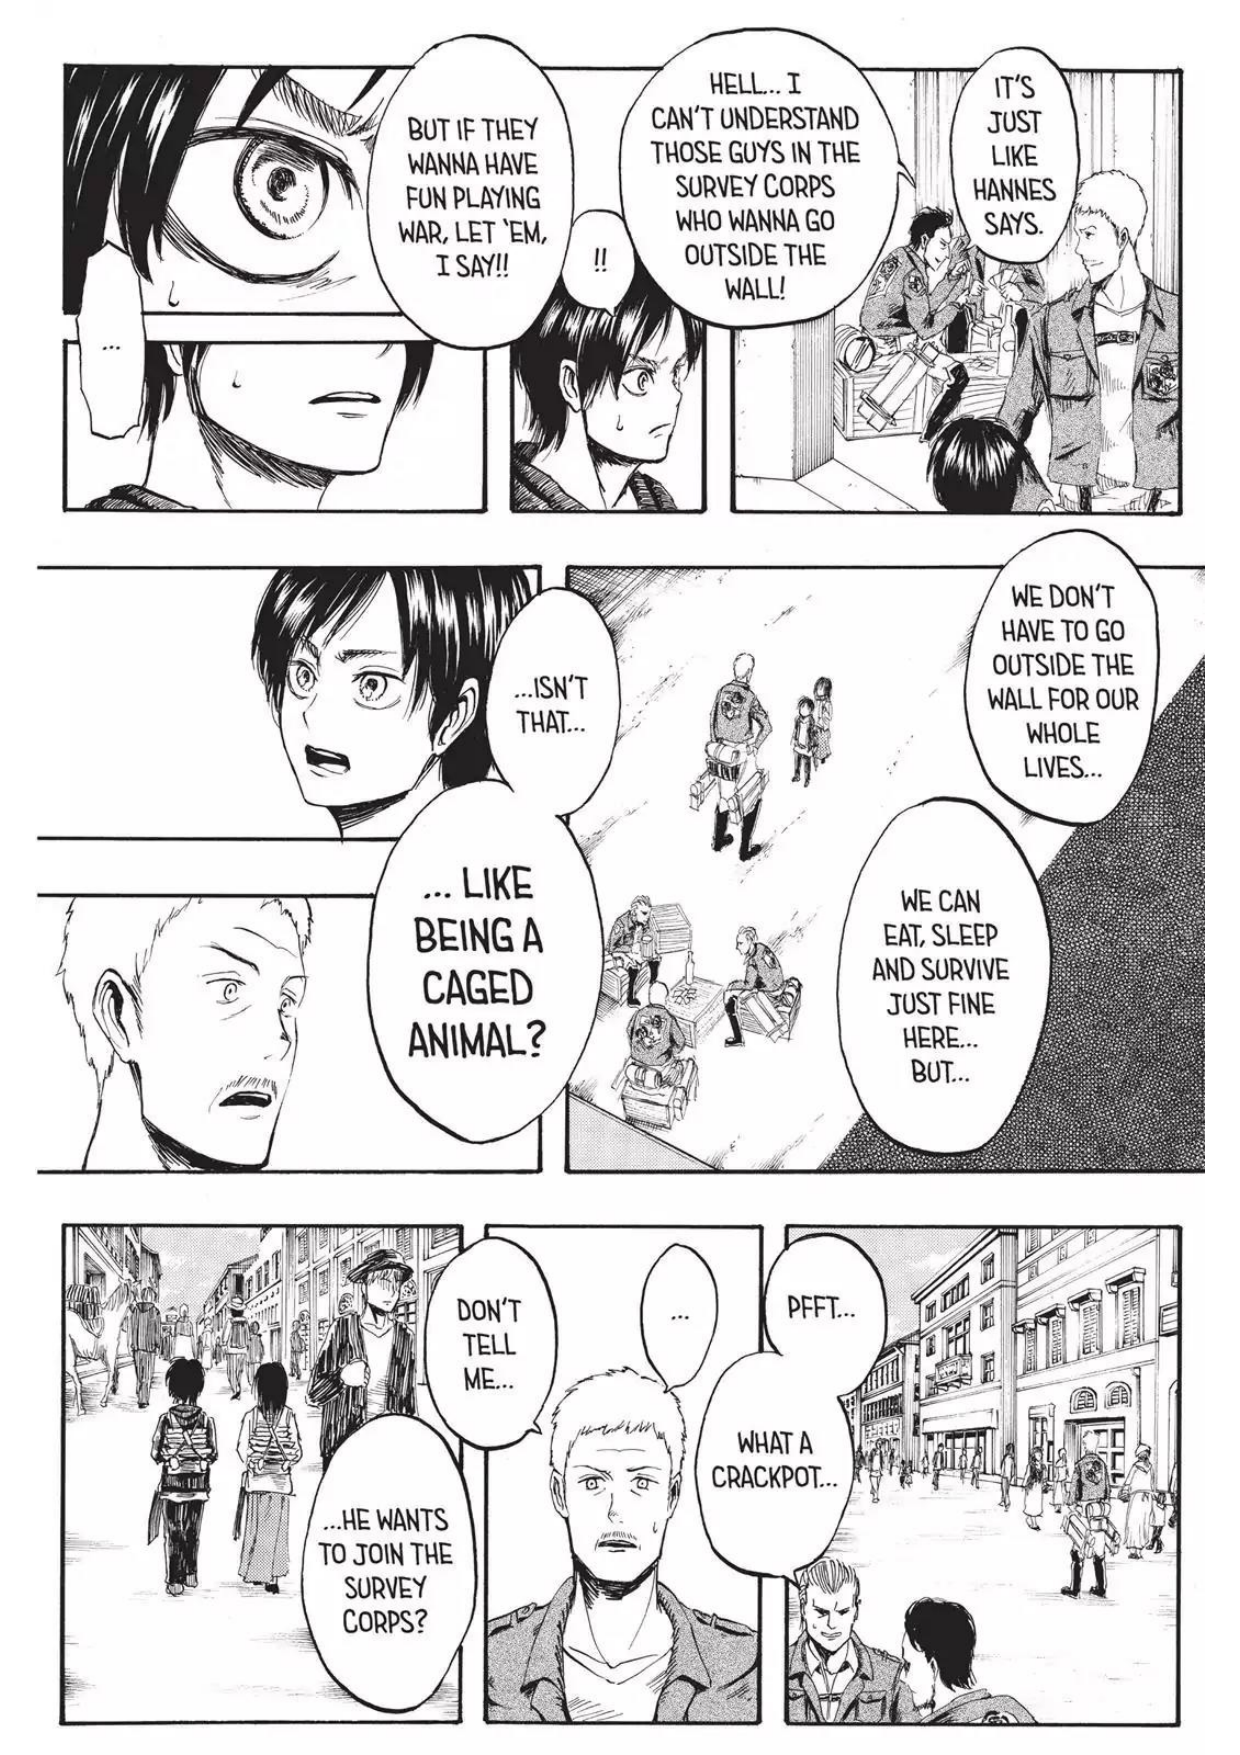 IT'S
JUST
LIKE
HANNES
SAYS.
HELL... I
CAN'T UNDERSTAND
THOSE GUYS IN THE
SURVEY CORPS
WHO WANNA GO
OUTSIDE THE
WALL!
!!
BUT IF THEY
WANNA HAVE
FUN PLAYING
WAR, LET 'EM,
I SAY!!
...
WE DON'T
HAVE TO GO
OUTSIDE THE
WALL FOR OUR
WHOLE
LIVES...
WE CAN
EAT, SLEEP
AND SURVIVE
JUST FINE
HERE...
BUT...
...ISN'T
THAT...
... LIKE
BEING A
CAGED
ANIMAL?
PFFT...
WHAT A
CRACKPOT...
...
DON'T
TELL
ME...
...HE WANTS
TO JOIN THE
SURVEY
CORPS?